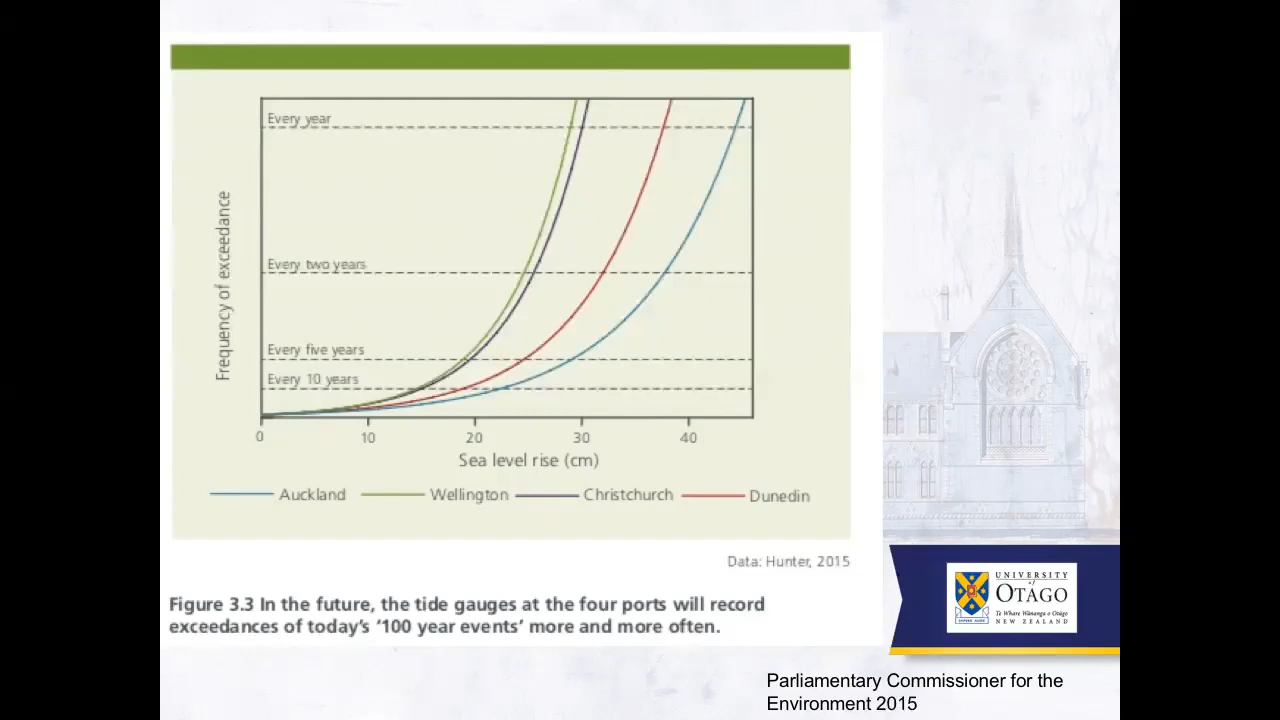 Every year
Every two years
Every five years
Every 10 years
Frequency of exceedance
0 10 20 30 40
Sea level rise (cm)
Auckland Wellington Christchurch Dunedin
Data: Hunter, 2015
Figure 3.3 In the future, the tide gauges at the four ports will record
exceedances of today's '100 year events' more and more often.
UNIVERSITY
of
OTAGO
Te Whare Wānanga o Otāgo
NEW ZEALAND
Parliamentary Commissioner for the
Environment 2015